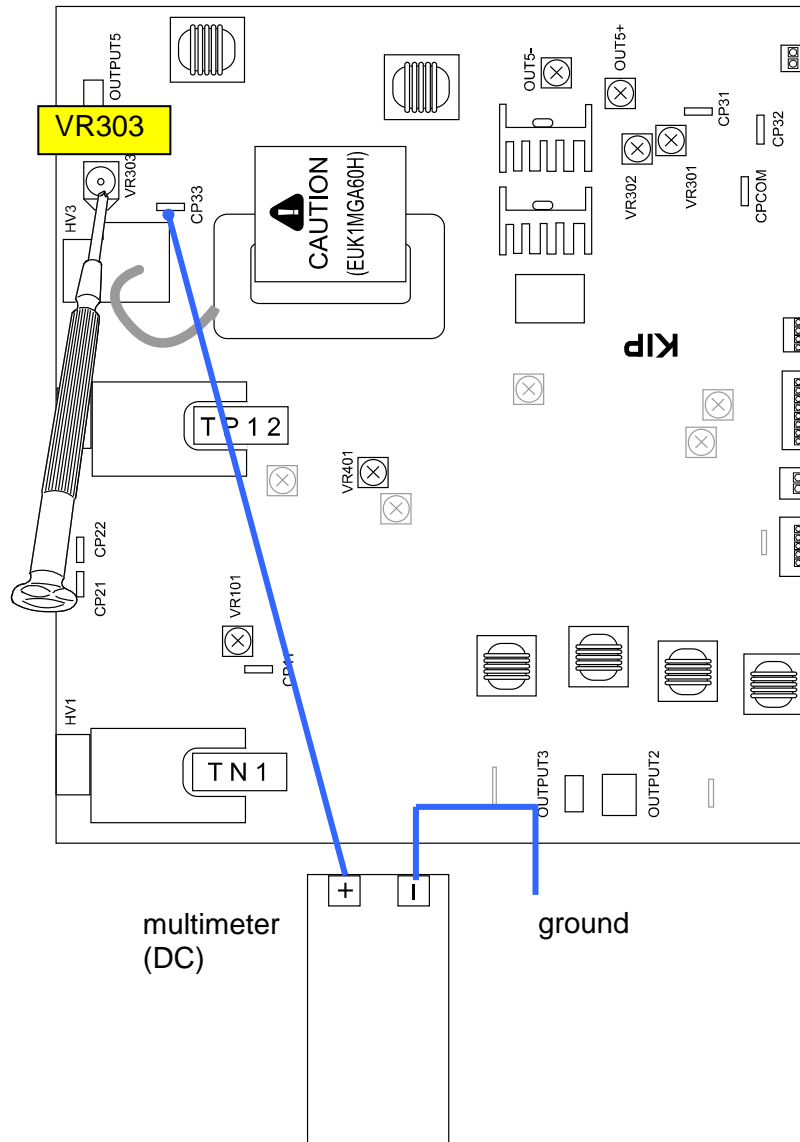 OUTPUT5
VR303
VR303
HV3
CP33
CAUTION
(EUK1MGA60H)
OUT5-
OUT5+
CP31
CP32
VR302
VR301
CPCOM
KIP
TP12
VR401
CP22
CP21
VR101
HV1
TN1
OUTPUT3
OUTPUT2
+
-
multimeter
(DC)
ground